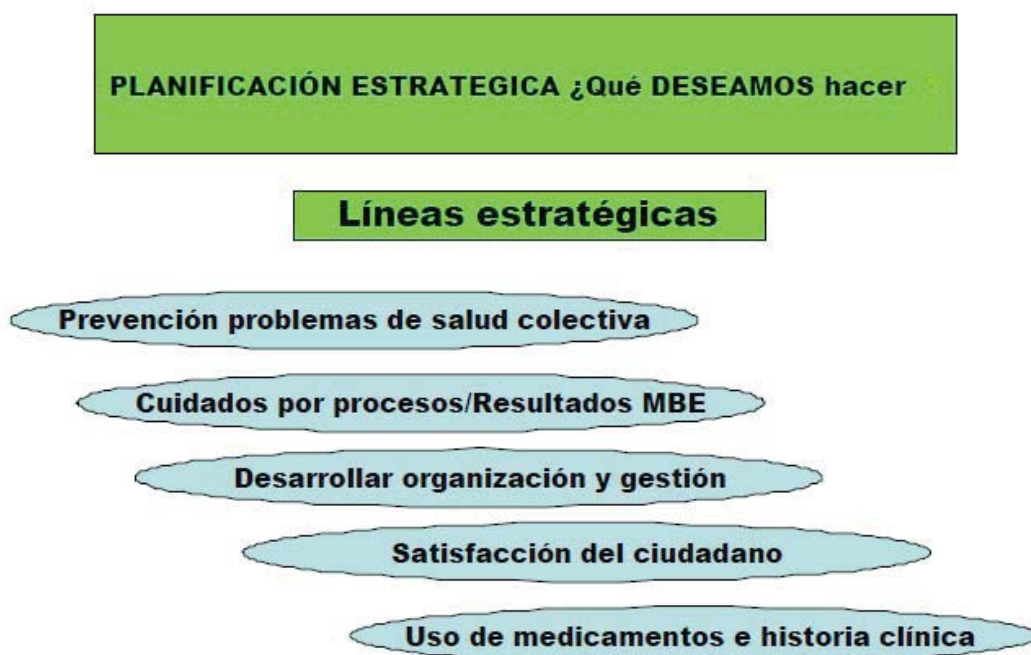 PLANIFICACIÓN ESTRATEGICA ¿Qué DESEAMOS hacer
Líneas estratégicas
Prevención problemas de salud colectiva
Cuidados por procesos/Resultados MBE
Desarrollar organización y gestión
Satisfacción del ciudadano
Uso de medicamentos e historia clínica